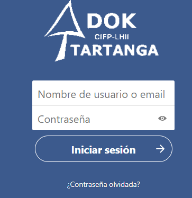 DOK
CIFP-LHII
TARTANGA
Nombre de usuario o email
Contraseña
Iniciar sesión
¿Contraseña olvidada?